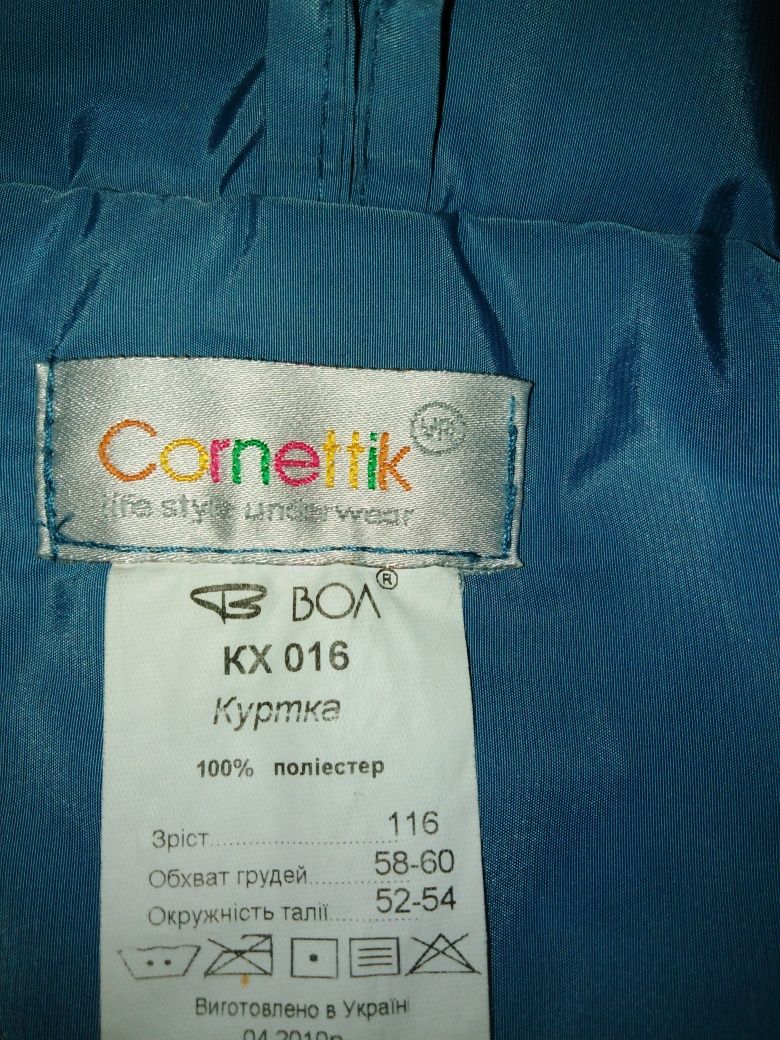 Cornettik
life style underwear
ВОЛ®
КХ 016
Куртка
100% поліестер
Зріст..............116
Обхват грудей........58-60
Окружність талії......52-54
Виготовлено в Україні